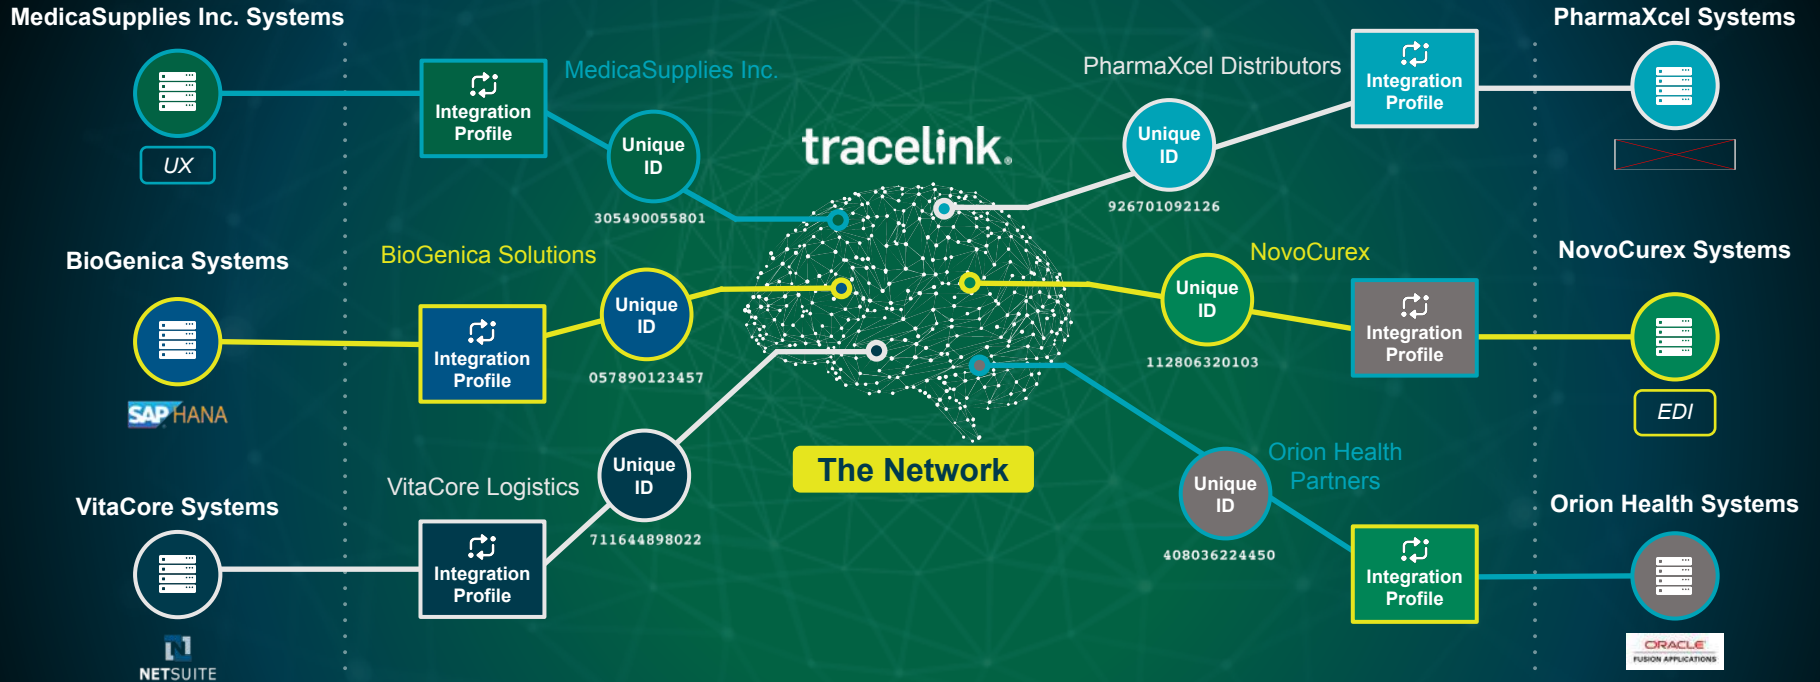 MedicaSupplies Inc. Systems
UX
Integration
Profile
MedicaSupplies Inc.
Unique
ID
305490055801
BioGenica Systems
SAP HANA
BioGenica Solutions
Integration
Profile
Unique
ID
057890123457
VitaCore Systems
NETSUITE
VitaCore Logistics
Integration
Profile
Unique
ID
711644898022
tracelink.
The Network
PharmaXcel Systems
PharmaXcel Distributors
Integration
Profile
Unique
ID
926701092126
NovoCurex Systems
EDI
NovoCurex
Unique
ID
112806320103
Integration
Profile
Orion Health
Partners
Unique
ID
408036224450
Integration
Profile
Orion Health Systems
ORACLE
FUSION APPLICATIONS